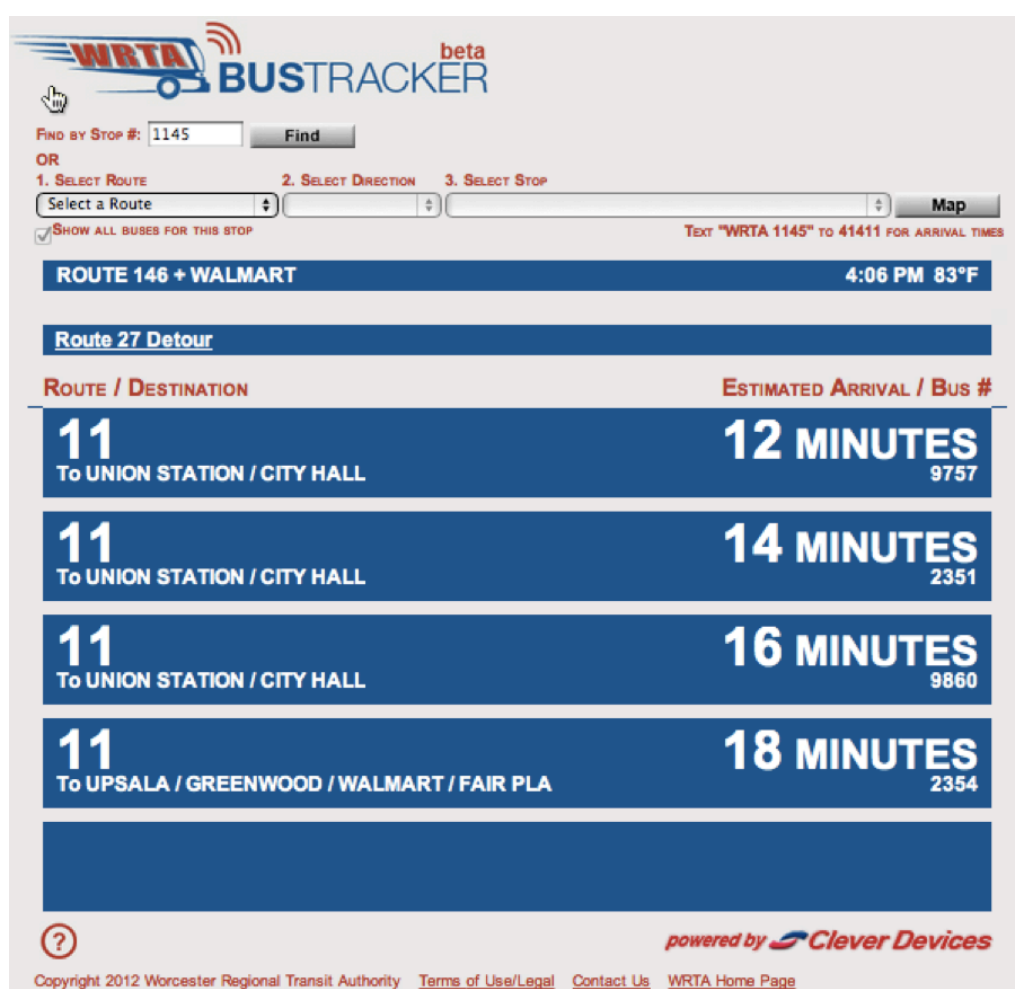 WRTA
beta
BUSTRACKER
FIND BY STOP #: 1145 Find
OR
1. SELECT ROUTE 2. SELECT DIRECTION 3. SELECT STOP
Select a Route Map
SHOW ALL BUSES FOR THIS STOP TEXT "WRTA 1145" TO 41411 FOR ARRIVAL TIMES
ROUTE 146 + WALMART 4:06 PM 83°F
Route 27 Detour
ROUTE / DESTINATION ESTIMATED ARRIVAL / BUS #
11 12 MINUTES
To UNION STATION / CITY HALL 9757
11 14 MINUTES
To UNION STATION / CITY HALL 2351
11 16 MINUTES
To UNION STATION / CITY HALL 9860
11 18 MINUTES
To UPSALA / GREENWOOD / WALMART / FAIR PLA 2354
? powered by Clever Devices
Copyright 2012 Worcester Regional Transit Authority Terms of Use/Legal Contact Us WRTA Home Page